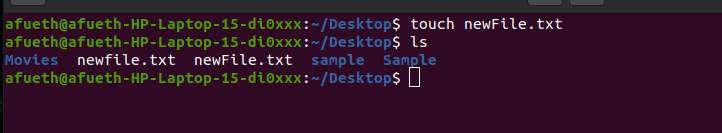 afueth@afueth-HP-Laptop-15-di0xxx:~/Desktop$ touch newFile.txt
afueth@afueth-HP-Laptop-15-di0xxx:~/Desktop$ ls
Movies  newfile.txt  newFile.txt  sample  Sample
afueth@afueth-HP-Laptop-15-di0xxx:~/Desktop$